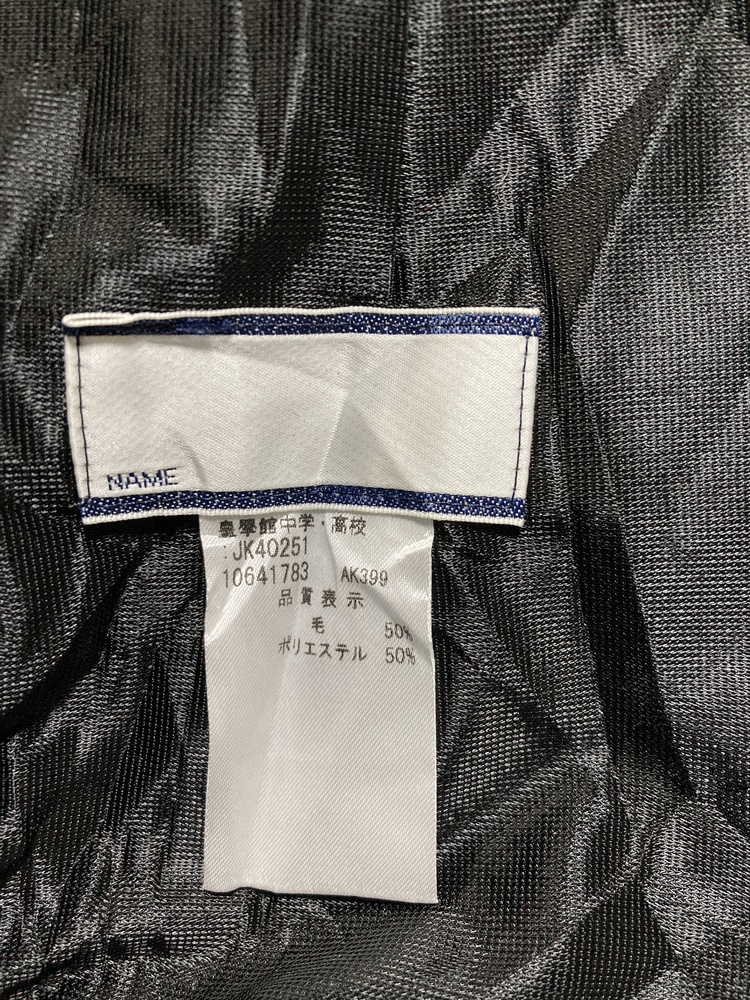 NAME
皇學館中学・高校
:JK40251
10641783 AK399
品質表示
毛 50%
ポリエステル 50%